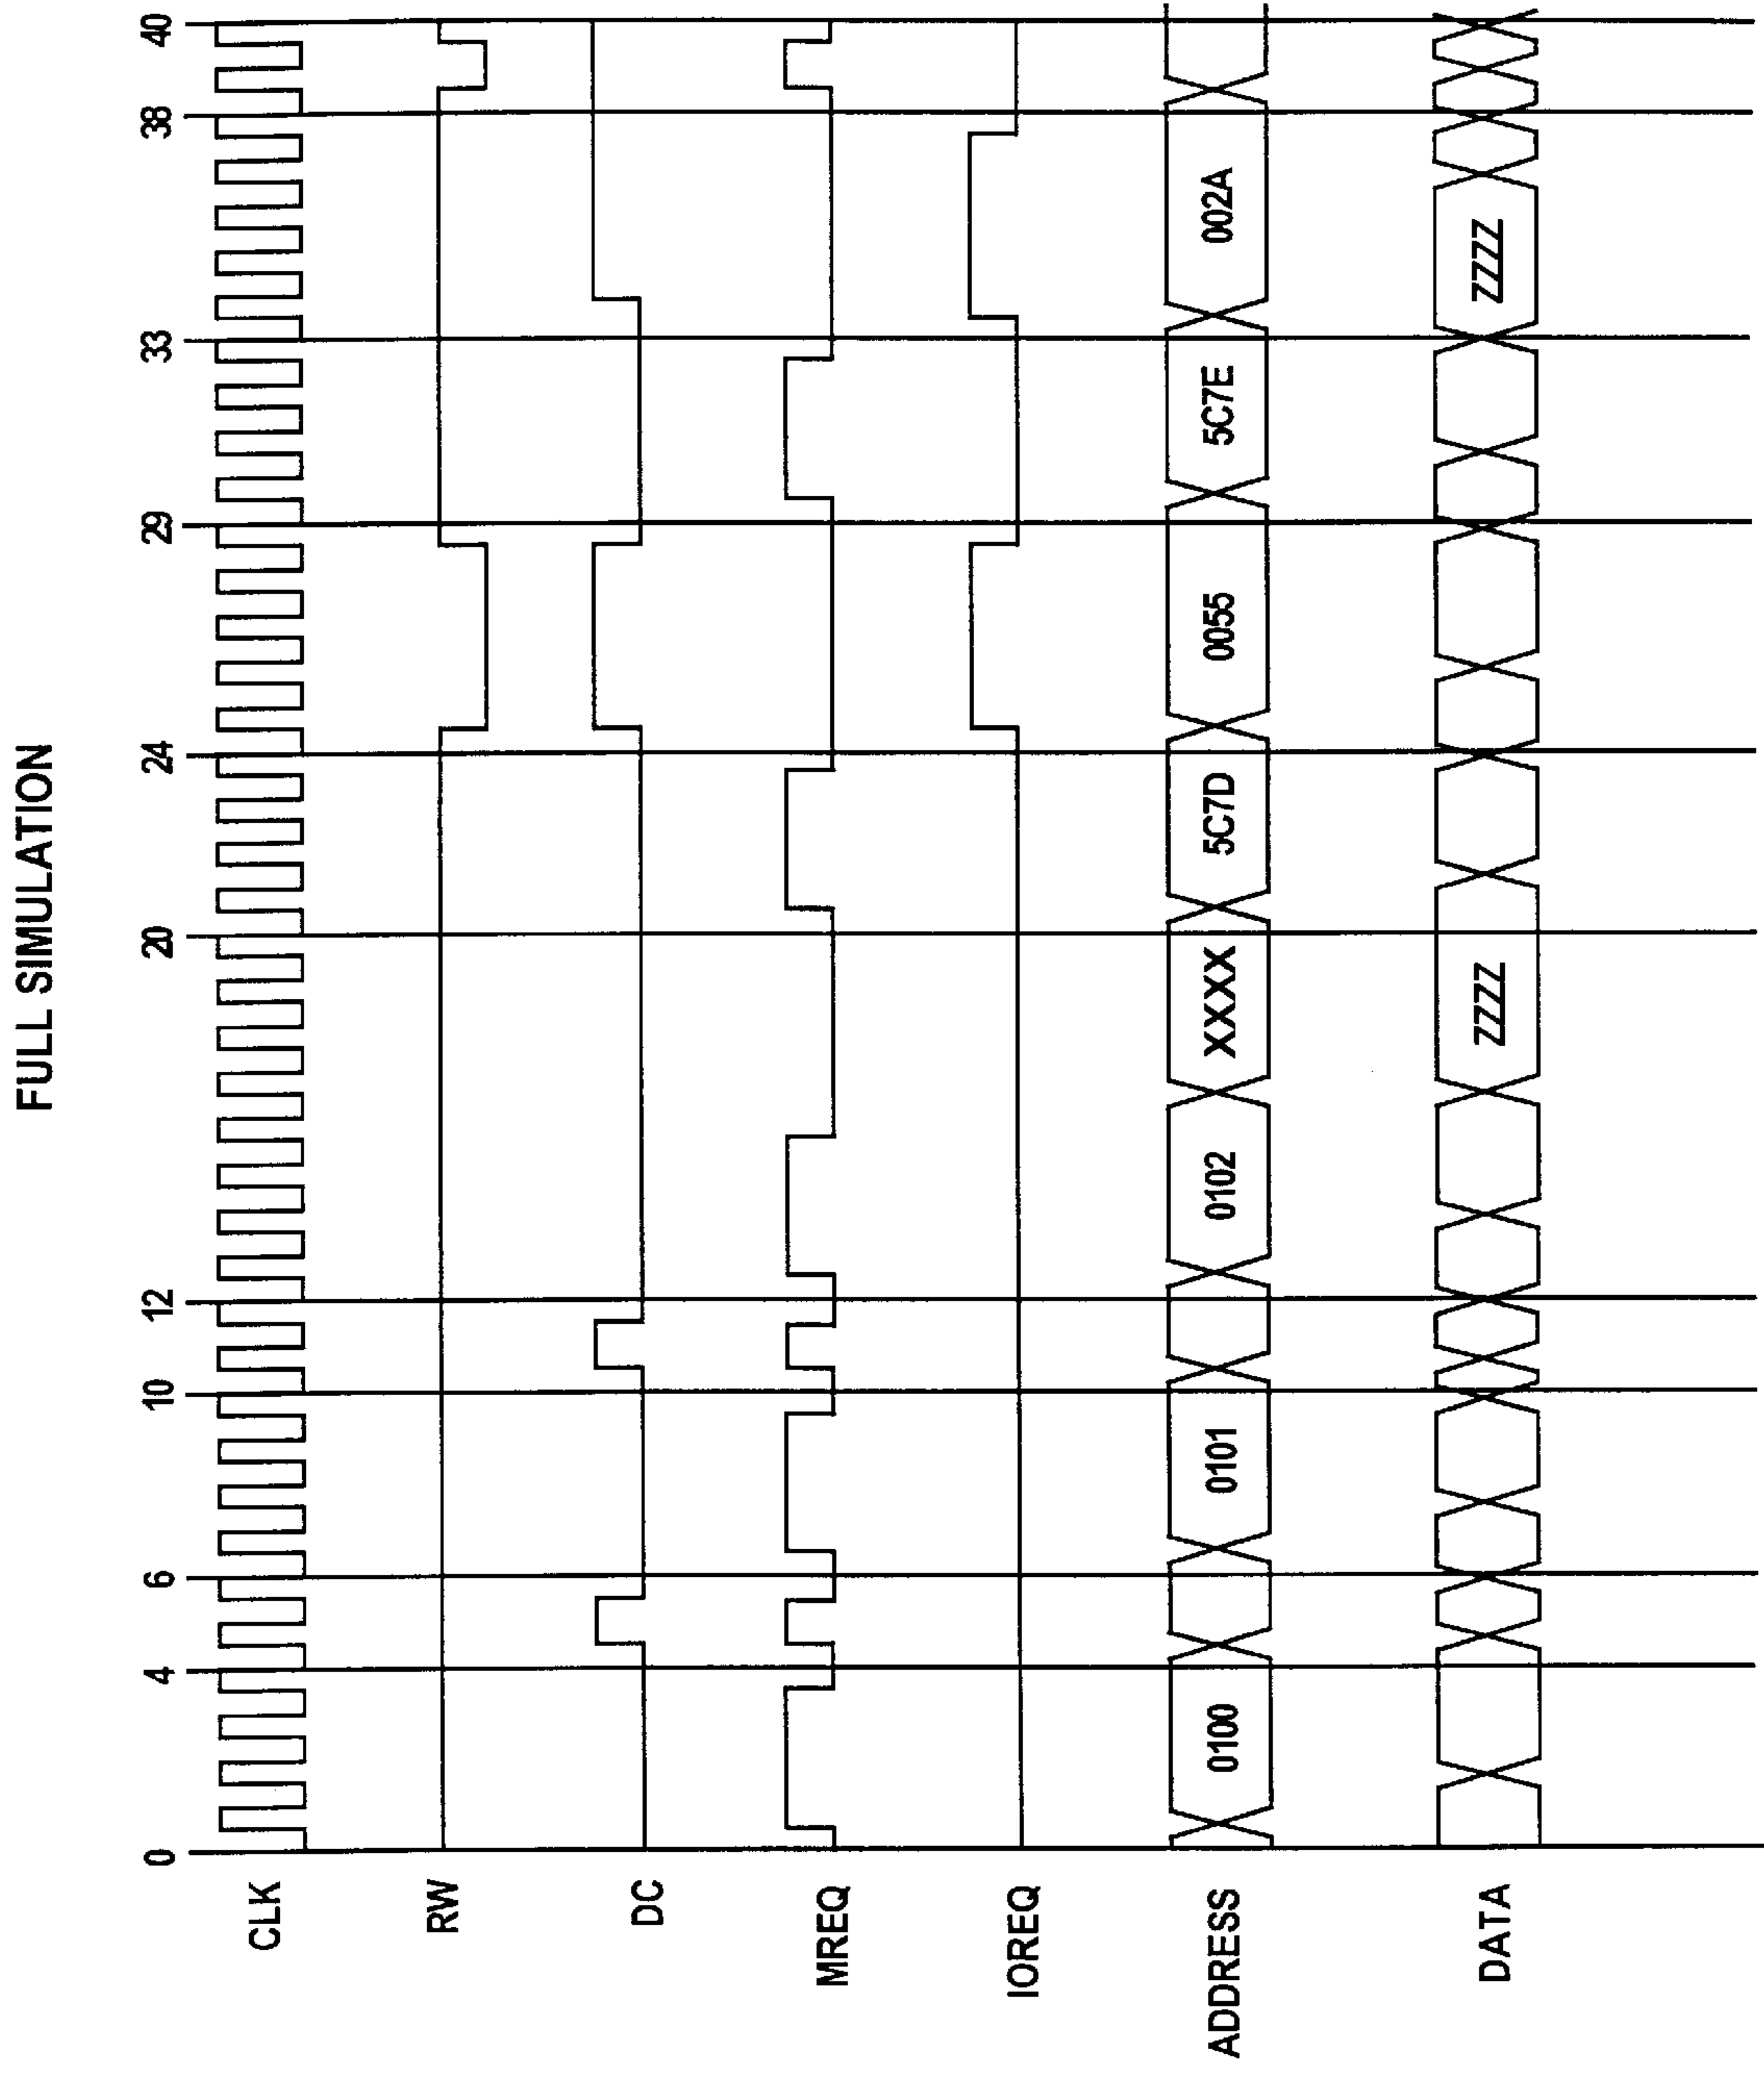 FULL SIMULATION
0 4 6 10 12 20 24 29 33 38 40
CLK
RW
DC
MREQ
IOREQ
ADDRESS 0100 0101 0102 XXXX 5C7D 0055 5C7E 002A
DATA ZZZZ ZZZZ